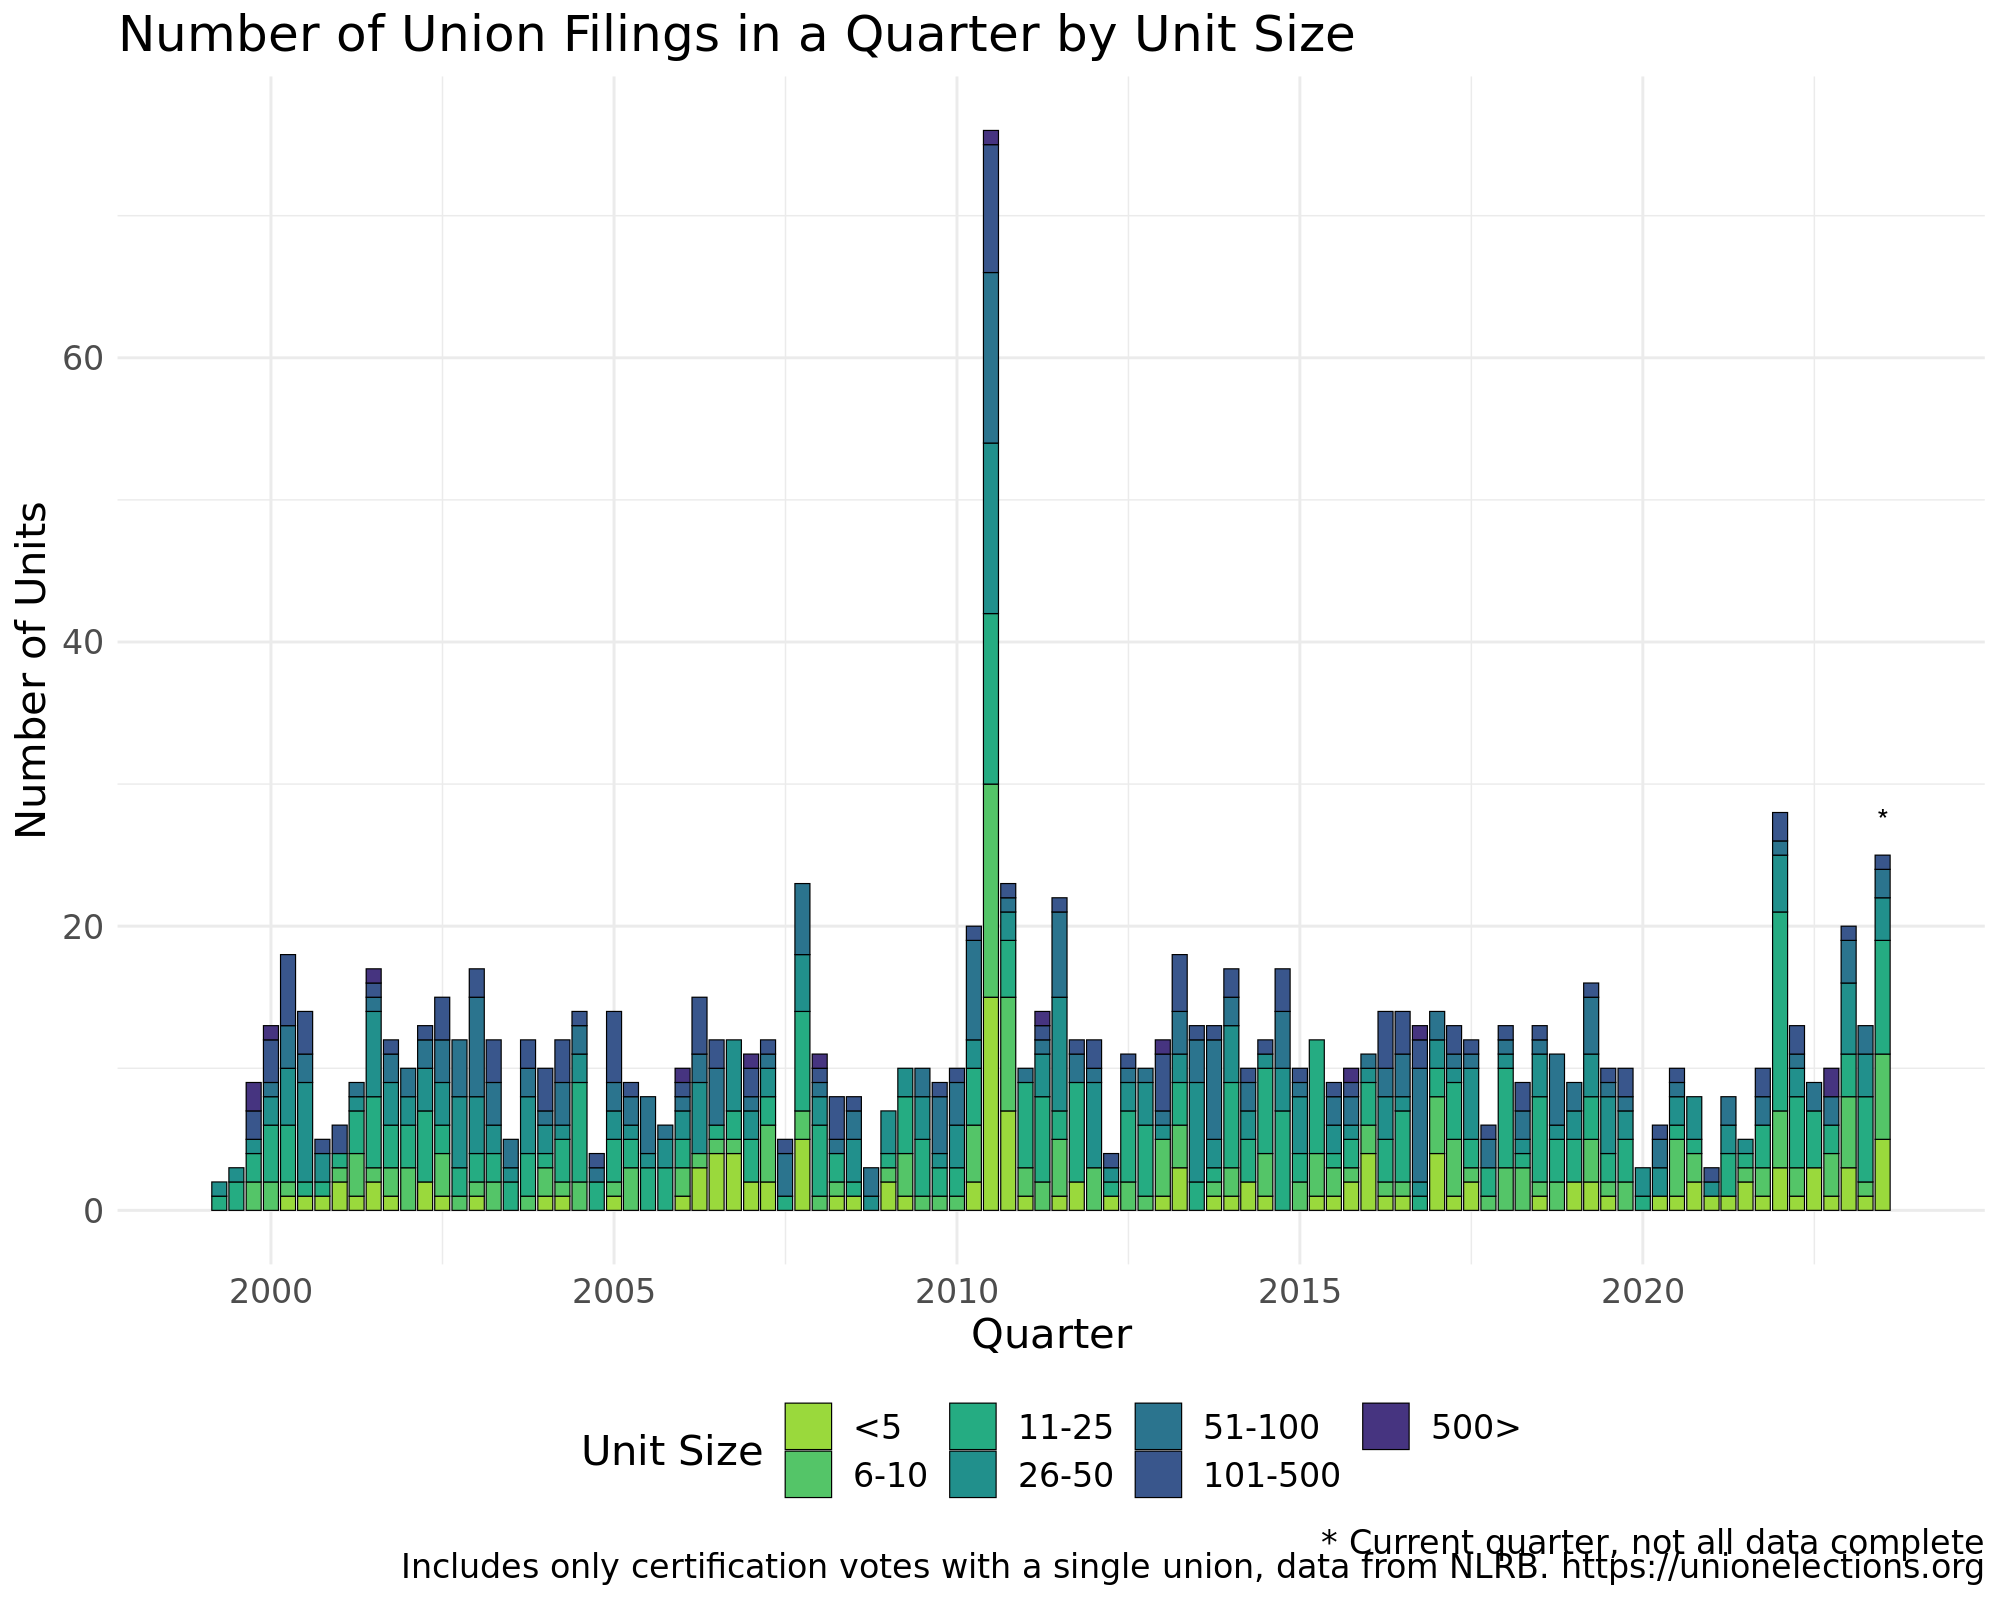 Number of Union Filings in a Quarter by Unit Size
Number of Units
60
40
20
0
*
2000 2005 2010 2015 2020
Quarter
Unit Size
<5 11-25 51-100 500>
6-10 26-50 101-500
* Current quarter, not all data complete
Includes only certification votes with a single union, data from NLRB. https://unionelections.org